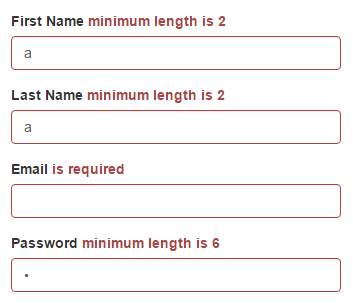 First Name minimum length is 2
a
Last Name minimum length is 2
a
Email is required
Password minimum length is 6
•